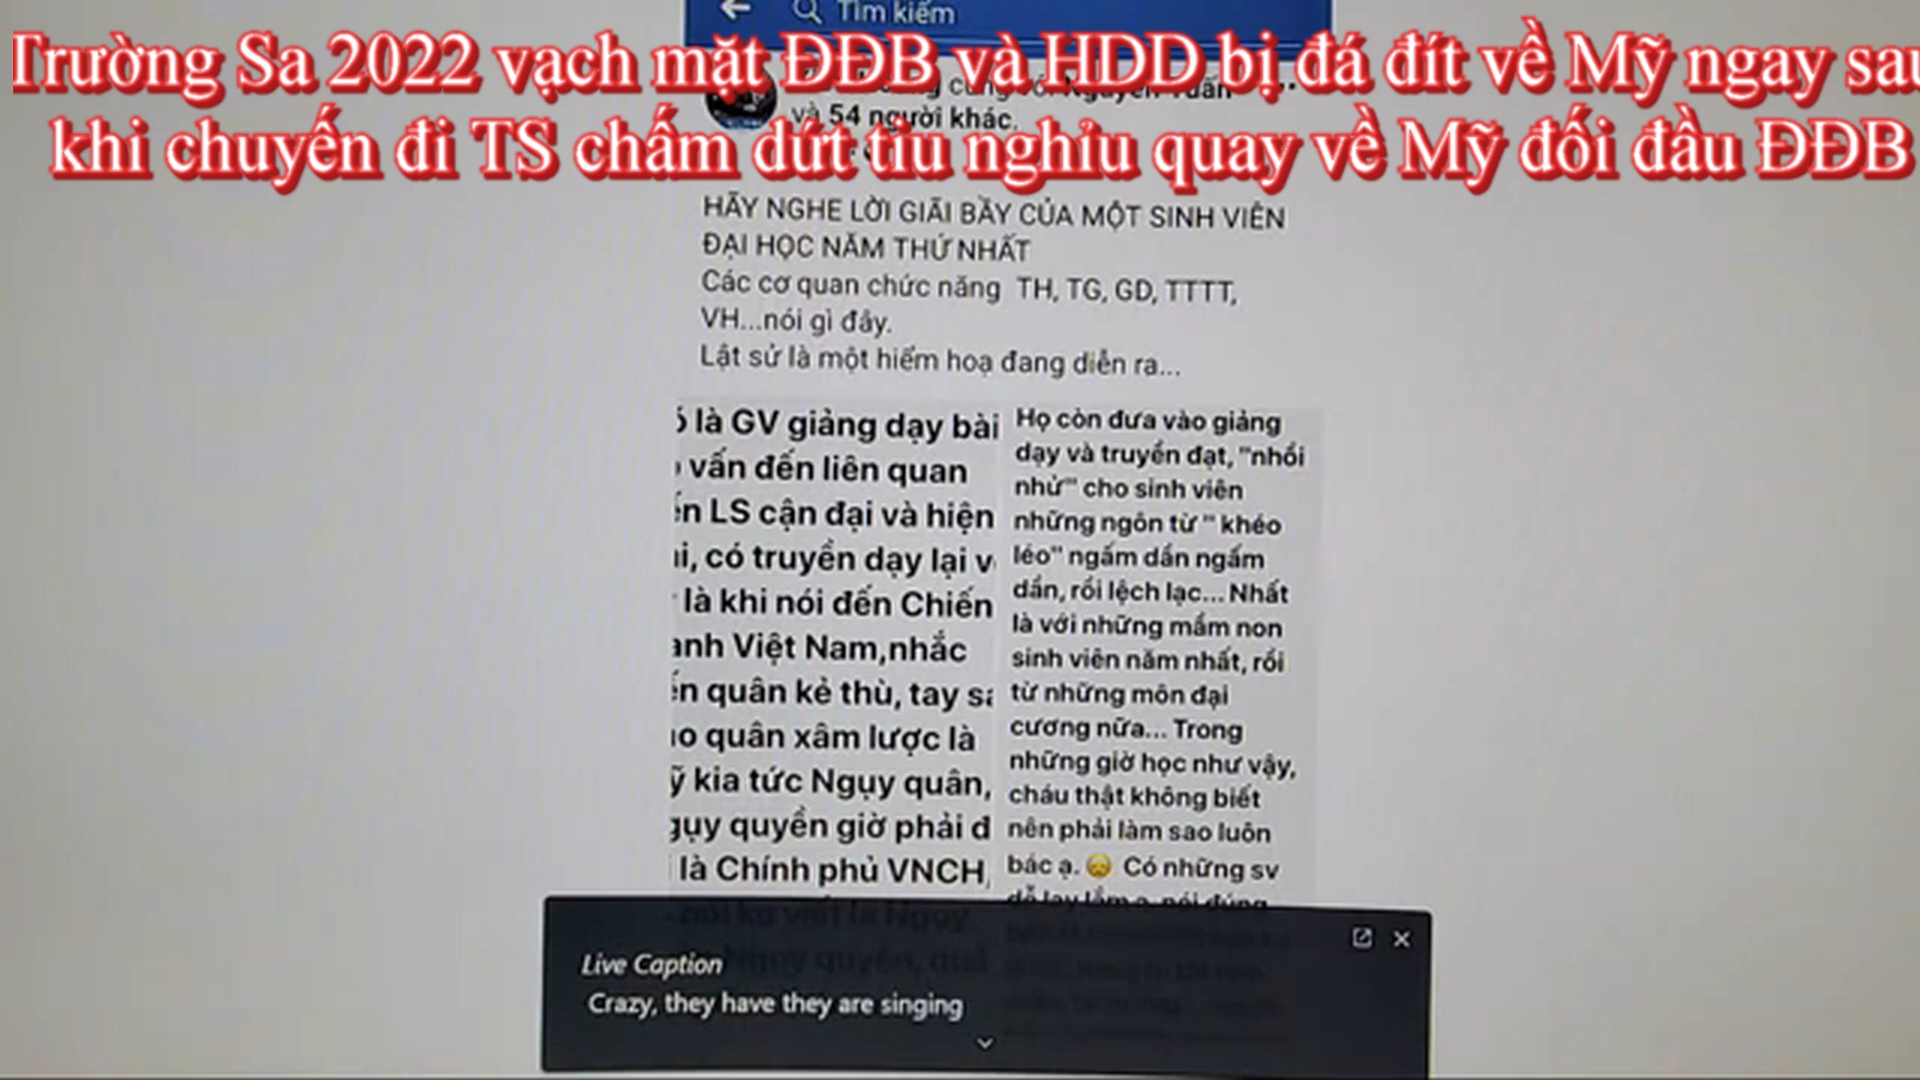 Tìm kiếm
Trường Sa 2022 vạch mặt ĐĐB và HDD bị đá đít về Mỹ ngay sau
và 54 người khác.
khi chuyến đi TS chấm dứt tiu nghỉu quay về Mỹ đối đầu ĐĐB
HÃY NGHE LỜI GIÃI BẦY CỦA MỘT SINH VIÊN
ĐẠI HỌC NĂM THỨ NHẤT
Các cơ quan chức năng TH, TG, GD, TTTT,
VH...nói gì đây.
Lật sử là một hiểm hoạ đang diễn ra...
là GV giảng dạy bài
vấn đến liên quan
LS cận đại và hiện
có truyền dạy lại
là khi nói đến Chiến
Việt Nam,nhắc
quân kẻ thù, tay
quân xâm lược là
kia tức Ngụy quân,
quyền giờ phải
là Chính phủ VNCH,
Họ còn đưa vào giảng
dạy và truyền đạt, "nhồi
nhử" cho sinh viên
những ngôn từ " khéo
léo" ngấm dần ngấm
dần, rồi lệch lạc... Nhất
là với những mầm non
sinh viên năm nhất, rồi
từ những môn đại
cương nữa... Trong
những giờ học như vậy,
cháu thật không biết
nên phải làm sao luôn
bác ạ. 😞 Có những sv
Live Caption
Crazy, they have they are singing